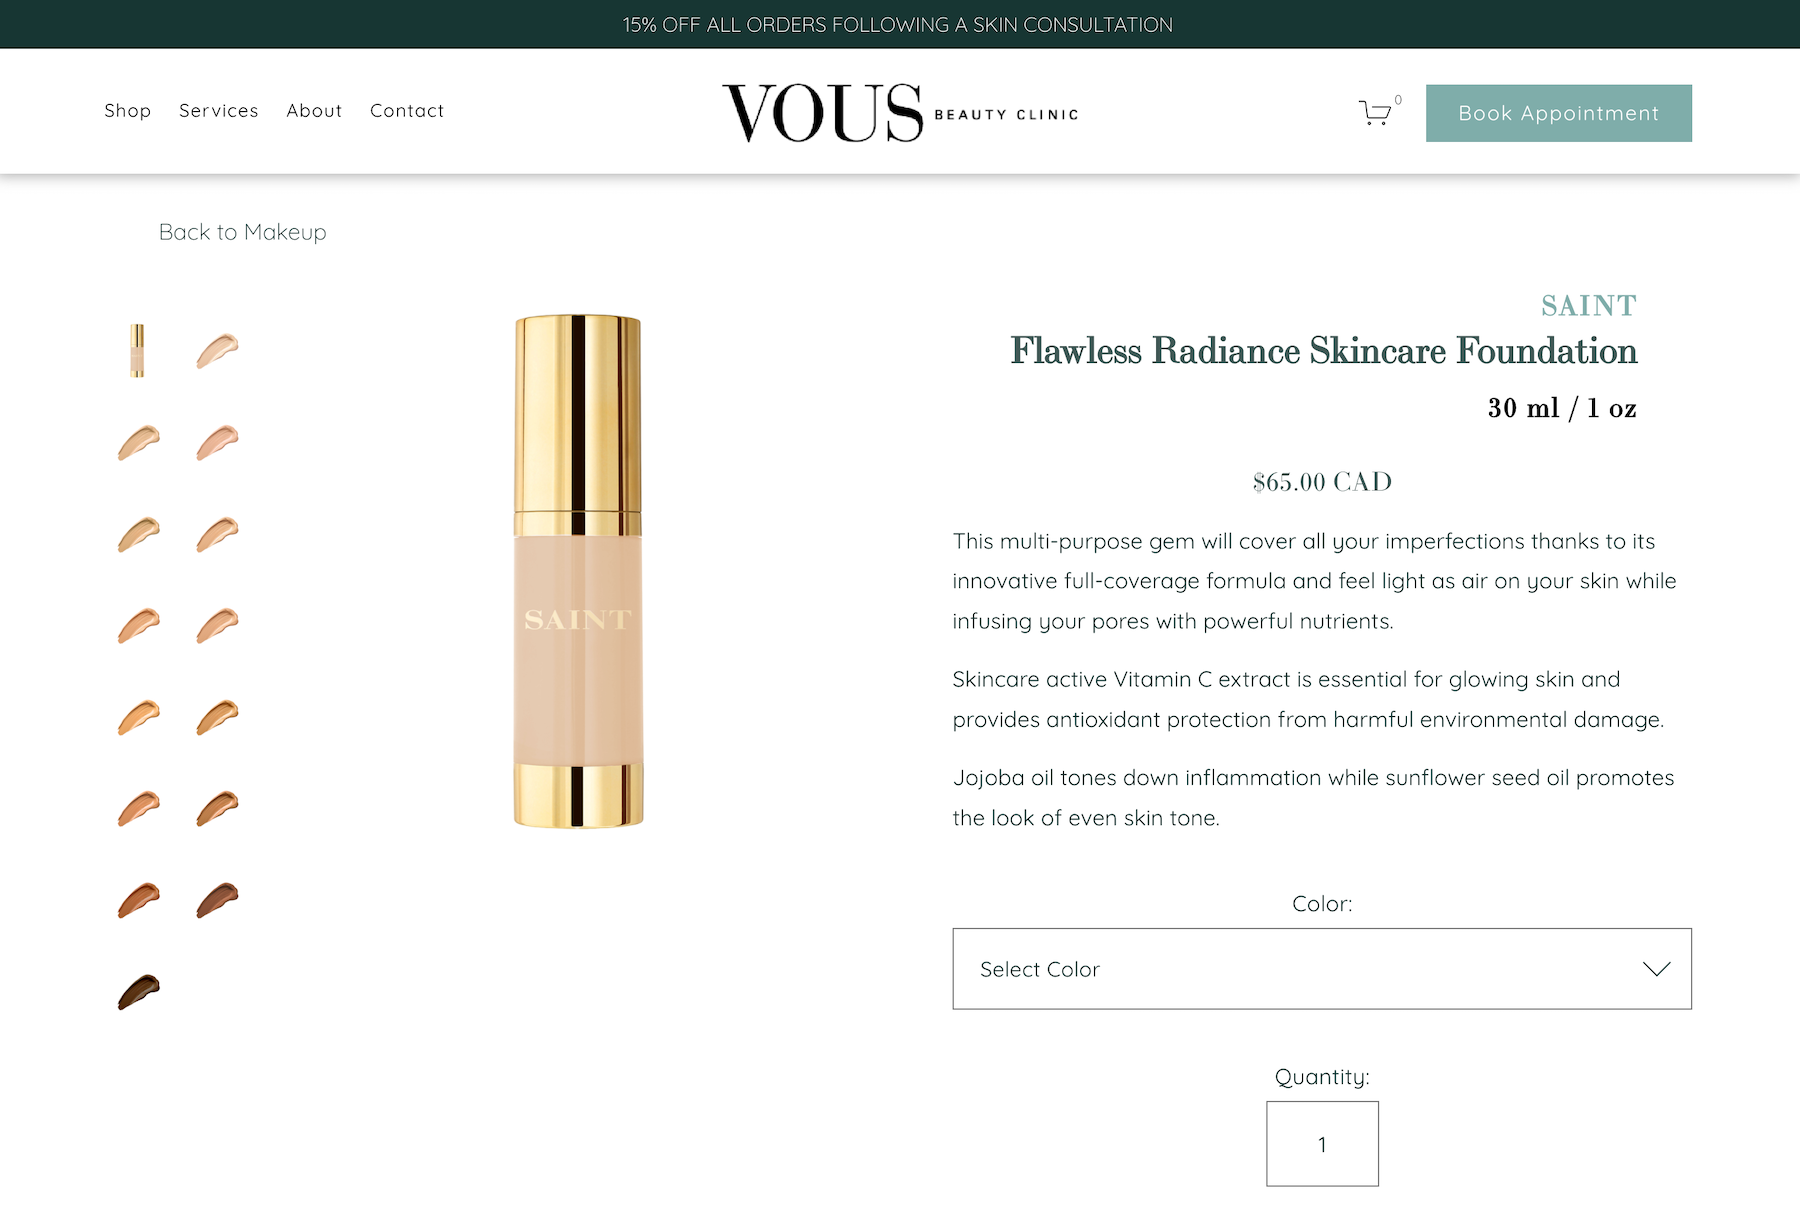 15% OFF ALL ORDERS FOLLOWING A SKIN CONSULTATION
Shop Services About Contact
VOUS BEAUTY CLINIC
0
Book Appointment
Back to Makeup
SAINT
Flawless Radiance Skincare Foundation
30 ml / 1 oz
$65.00 CAD
This multi-purpose gem will cover all your imperfections thanks to its
innovative full-coverage formula and feel light as air on your skin while
infusing your pores with powerful nutrients.
Skincare active Vitamin C extract is essential for glowing skin and
provides antioxidant protection from harmful environmental damage.
Jojoba oil tones down inflammation while sunflower seed oil promotes
the look of even skin tone.
Color:
Select Color
Quantity:
1
SAINT